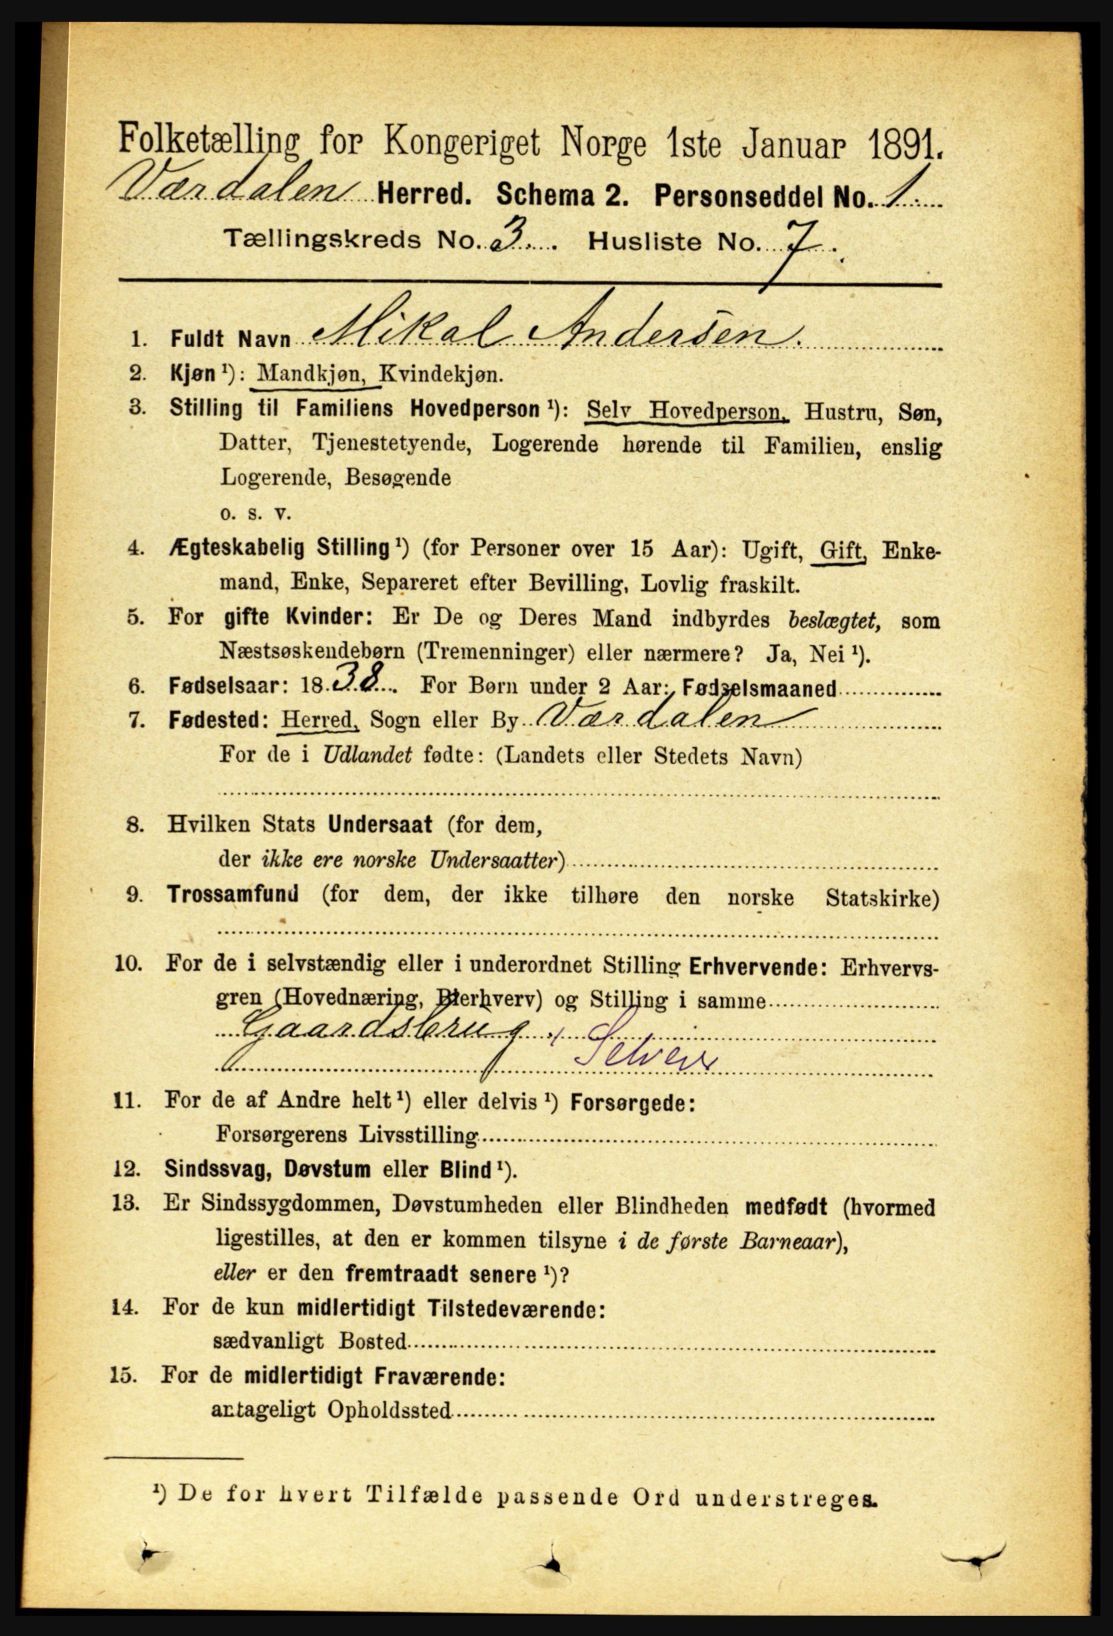 Folketælling for Kongeriget Norge 1ste Januar 1891.
Værdalen Herred. Schema 2. Personseddel No. 1.
Tællingskreds No. 3. Husliste No. 7.
1. Fuldt Navn Mikal Andersen.
2. Kjøn ¹): Mandkjøn, Kvindekjøn.
3. Stilling til Familiens Hovedperson ¹): Selv Hovedperson, Hustru, Søn,
Datter, Tjenestetyende, Logerende hørende til Familien, enslig
Logerende, Besøgende
o. s. v.
4. Ægteskabelig Stilling ¹) (for Personer over 15 Aar): Ugift, Gift, Enke-
mand, Enke, Separeret efter Bevilling, Lovlig fraskilt.
5. For gifte Kvinder: Er De og Deres Mand indbyrdes beslægtet, som
Næstsøskendebørn (Tremenninger) eller nærmere? Ja, Nei ¹).
6. Fødselsaar: 1838. For Børn under 2 Aar: Fødselsmaaned
7. Fødested: Herred, Sogn eller By Værdalen
For de i Udlandet fødte: (Landets eller Stedets Navn)
8. Hvilken Stats Undersaat (for dem,
der ikke ere norske Undersaatter)
9. Trossamfund (for dem, der ikke tilhøre den norske Statskirke)
10. For de i selvstændig eller i underordnet Stilling Erhvervende: Erhvervs-
gren (Hovednæring, Bierhverv) og Stilling i samme
Gaardsbrug,
Selveier
11. For de af Andre helt ¹) eller delvis ¹) Forsørgede:
Forsørgerens Livsstilling
12. Sindssvag, Døvstum eller Blind ¹).
13. Er Sindssygdommen, Døvstumheden eller Blindheden medfødt (hvormed
ligestilles, at den er kommen tilsyne i de første Barneaar),
eller er den fremtraadt senere ¹)?
14. For de kun midlertidigt Tilstedeværende:
sædvanligt Bosted
15. For de midlertidigt Fraværende:
antageligt Opholdssted
¹) De for hvert Tilfælde passende Ord understreges.